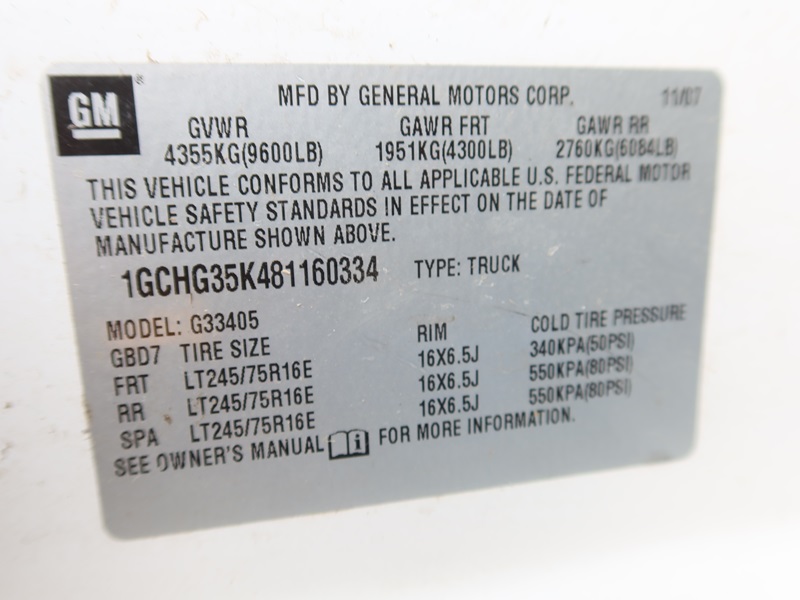 GM
MFD BY GENERAL MOTORS CORP. 11/07
GVWR GAWR FRT GAWR RR
4355KG(9600LB) 1951KG(4300LB) 2760KG(6084LB)
THIS VEHICLE CONFORMS TO ALL APPLICABLE U.S. FEDERAL MOTOR
VEHICLE SAFETY STANDARDS IN EFFECT ON THE DATE OF
MANUFACTURE SHOWN ABOVE.
1GCHG35K481160334 TYPE: TRUCK
MODEL: G33405
GBD7 TIRE SIZE RIM COLD TIRE PRESSURE
FRT LT245/75R16E 16X6.5J 340KPA(50PSI)
RR LT245/75R16E 16X6.5J 550KPA(80PSI)
SPA LT245/75R16E 16X6.5J 550KPA(80PSI)
SEE OWNER'S MANUAL FOR MORE INFORMATION.